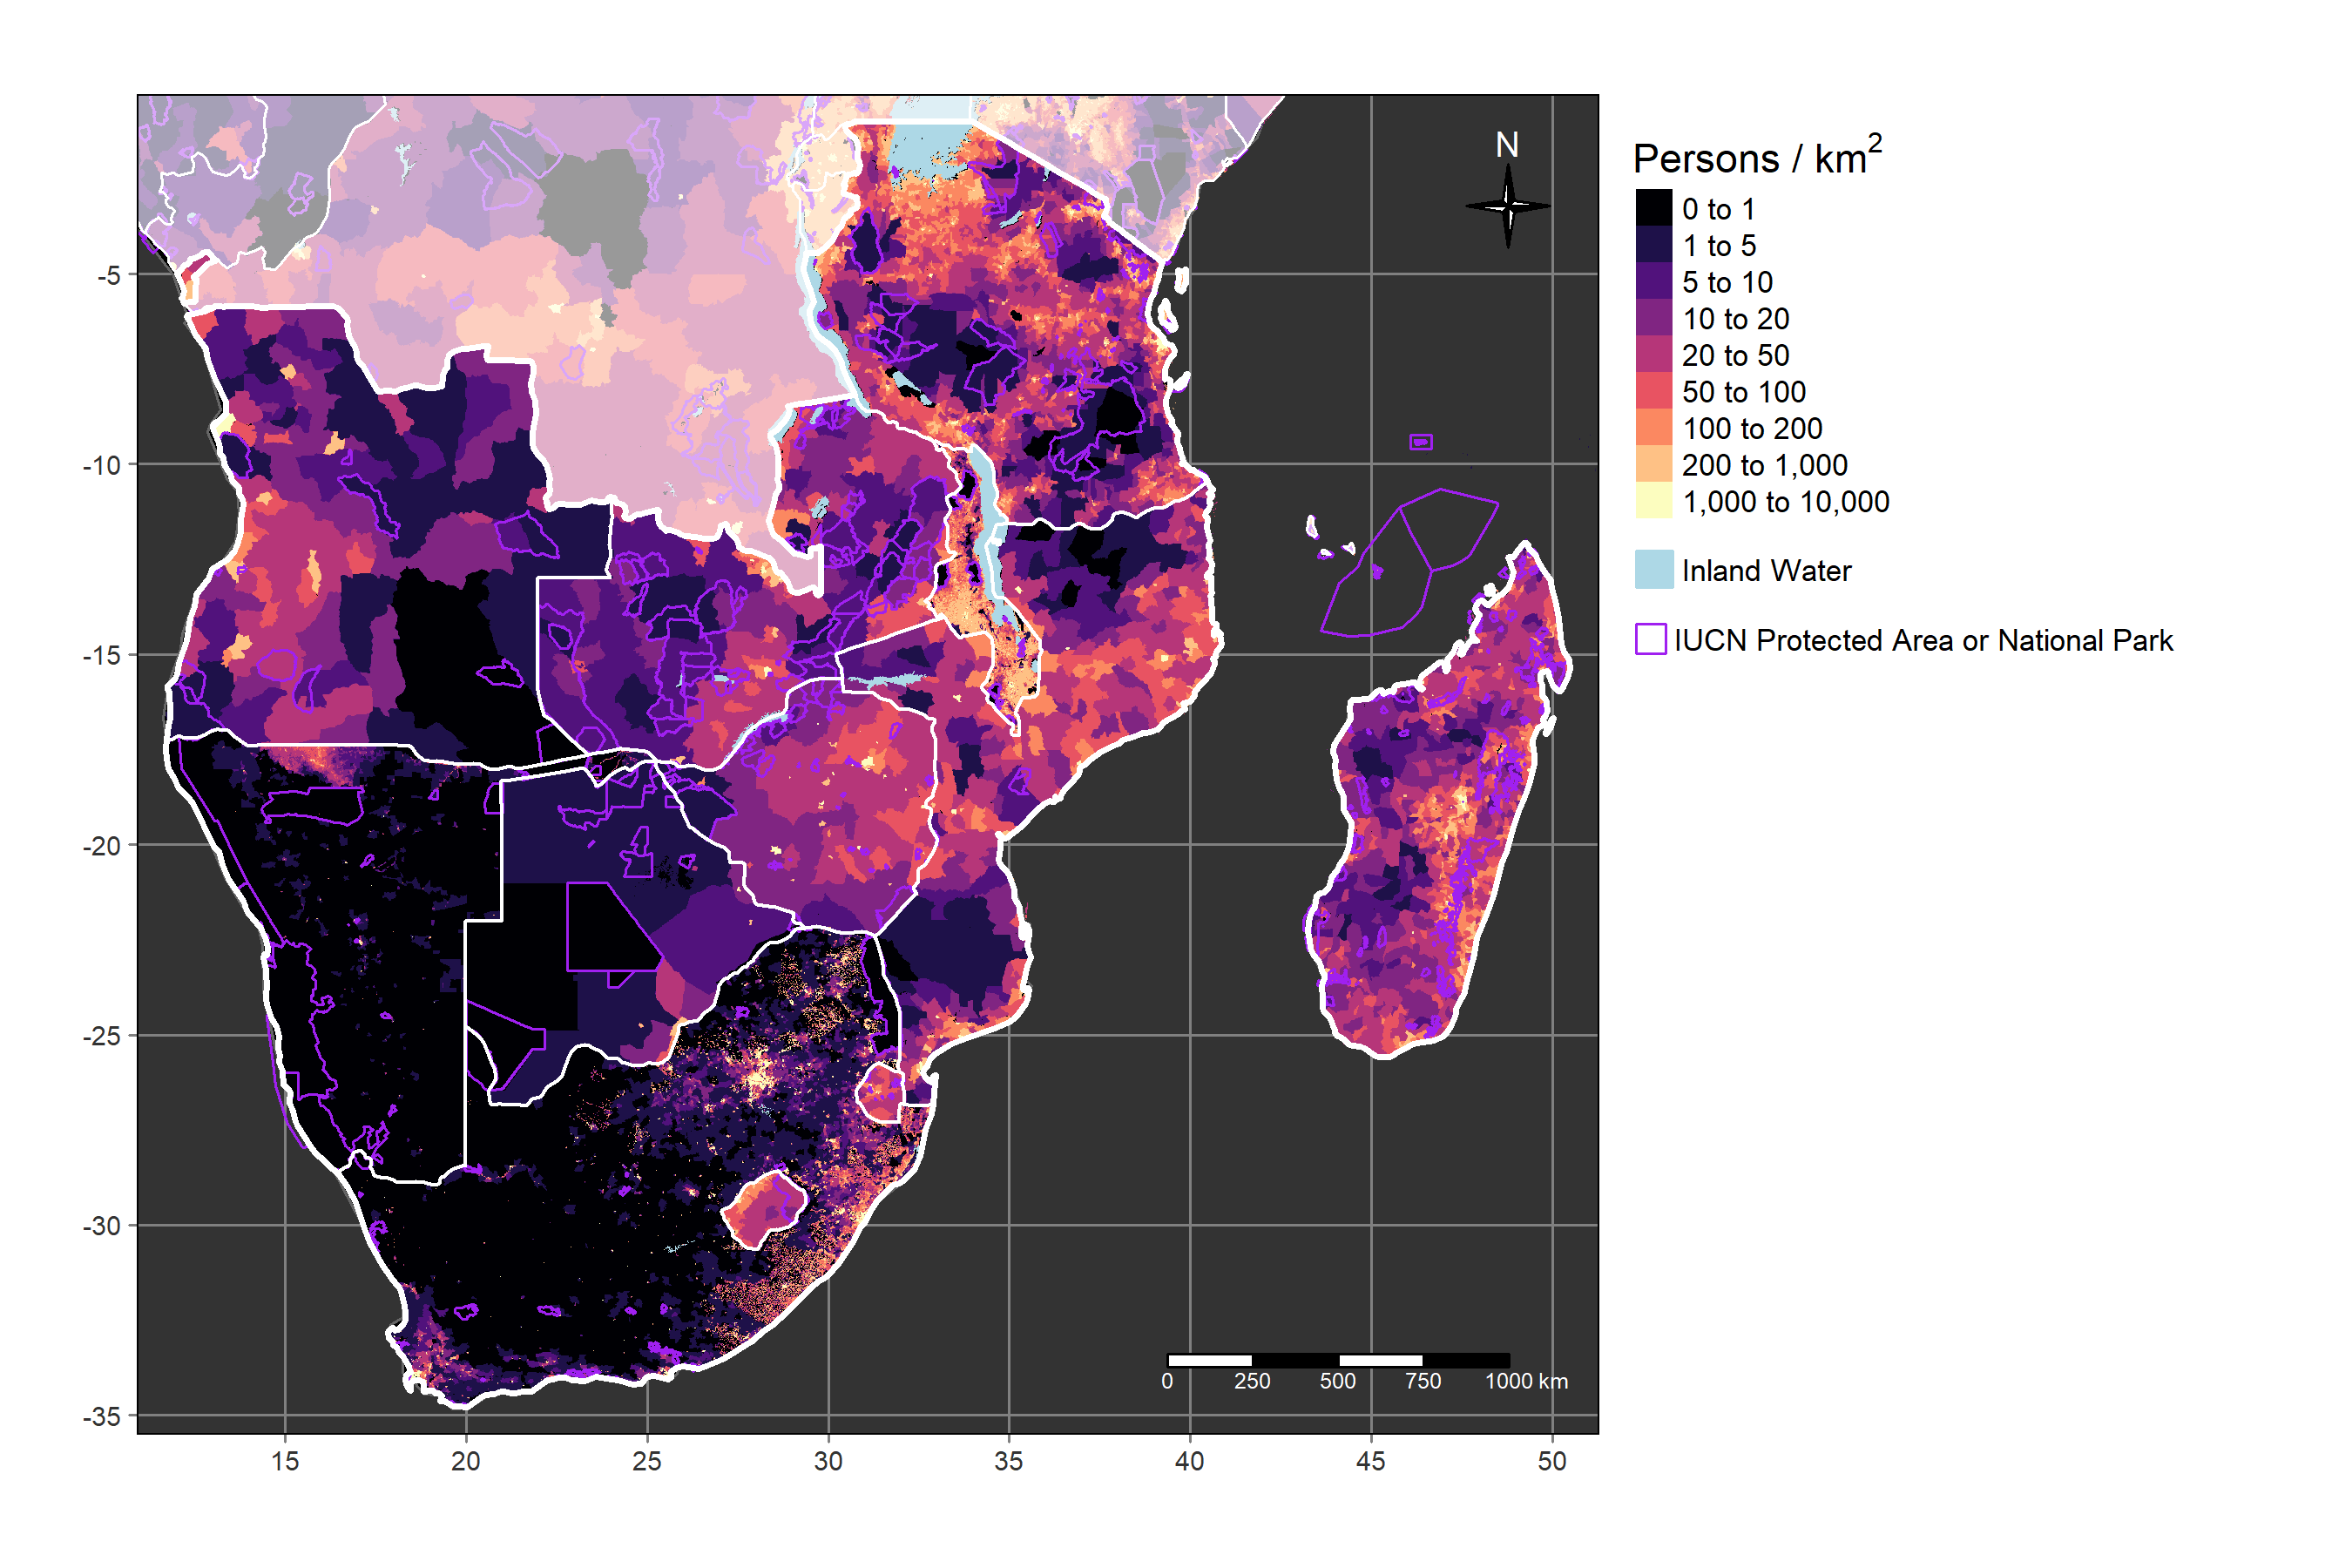 N
Persons / km²
0 to 1
1 to 5
5 to 10
10 to 20
20 to 50
50 to 100
100 to 200
200 to 1,000
1,000 to 10,000
Inland Water
IUCN Protected Area or National Park
-5
-10
-15
-20
-25
-30
-35
0 250 500 750 1000 km
15 20 25 30 35 40 45 50